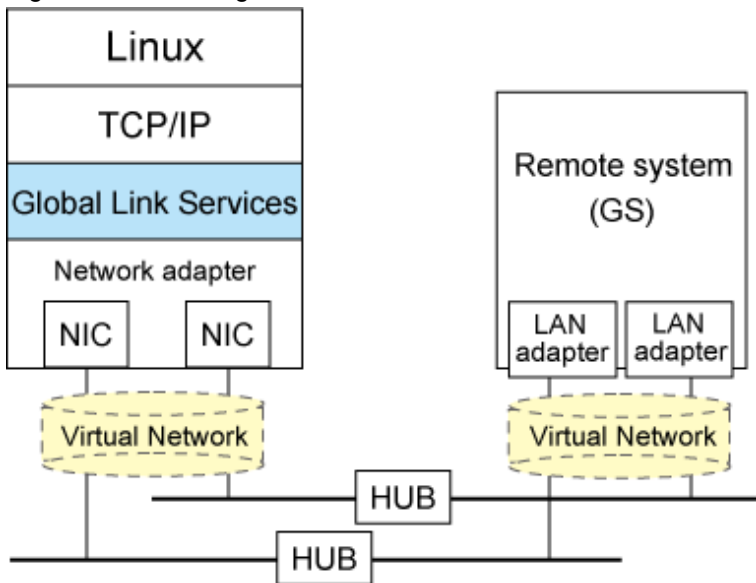 Linux
TCP/IP
Global Link Services
Network adapter
NIC
NIC
Virtual Network
Remote system
(GS)
LAN
adapter
LAN
adapter
Virtual Network
HUB
HUB